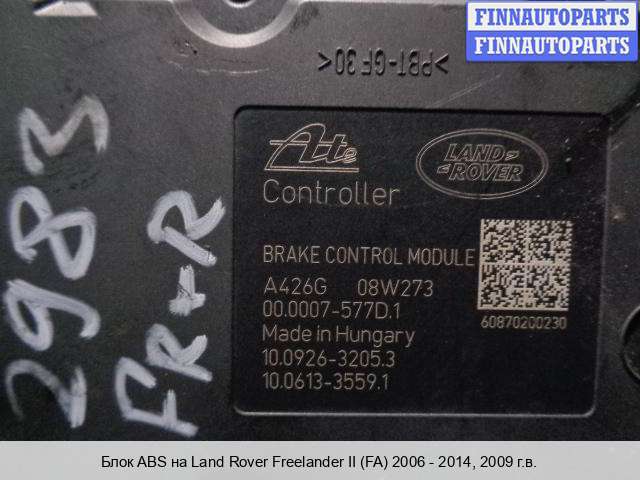 FINNAUTOPARTS
FINNAUTOPARTS
>PBT-GF30<
2983
FR-R
Ate
LAND
ROVER
Controller
BRAKE CONTROL MODULE
A426G 08W273
00.0007-577D.1
60870200230
Made in Hungary
10.0926-3205.3
10.0613-3559.1
Блок ABS на Land Rover Freelander II (FA) 2006 - 2014, 2009 г.в.